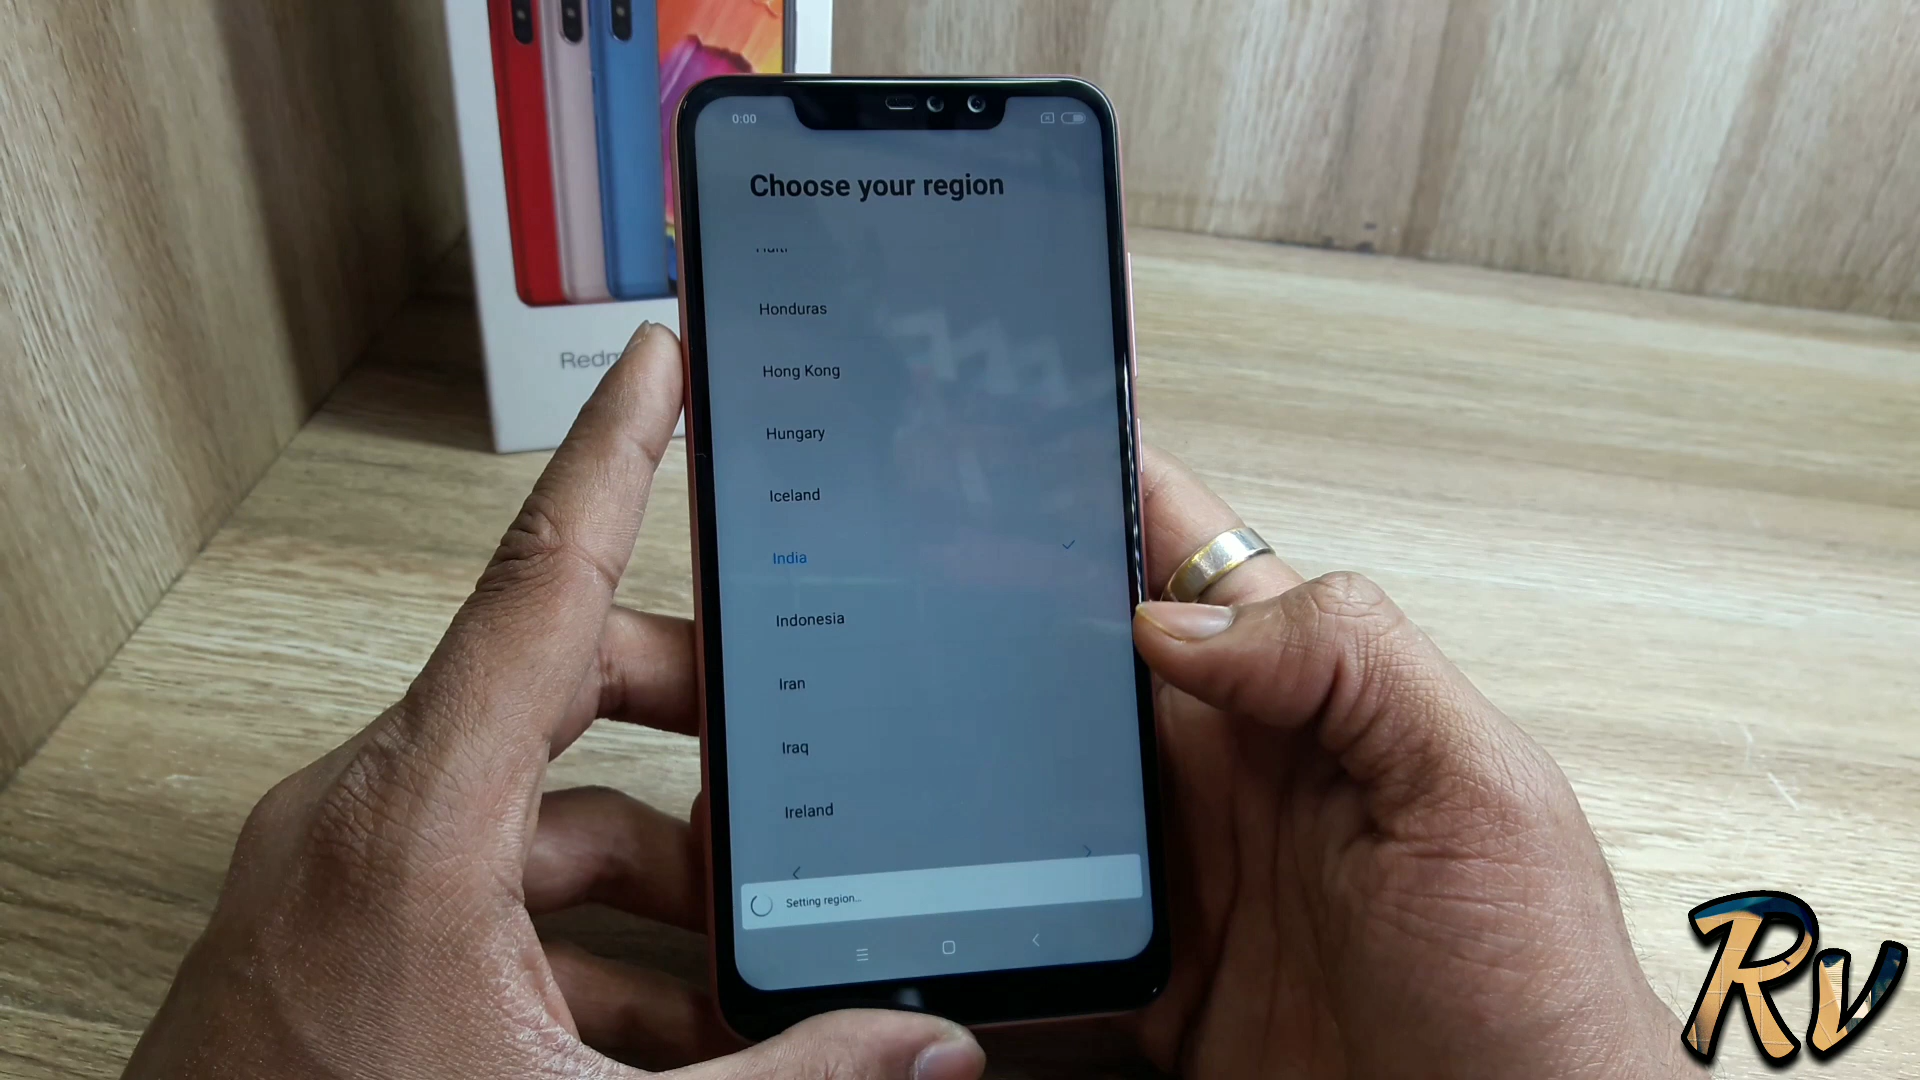 0:00
Choose your region
Honduras
Hong Kong
Hungary
Iceland
India
Indonesia
Iran
Iraq
Ireland
Setting region...
Redm
Rv